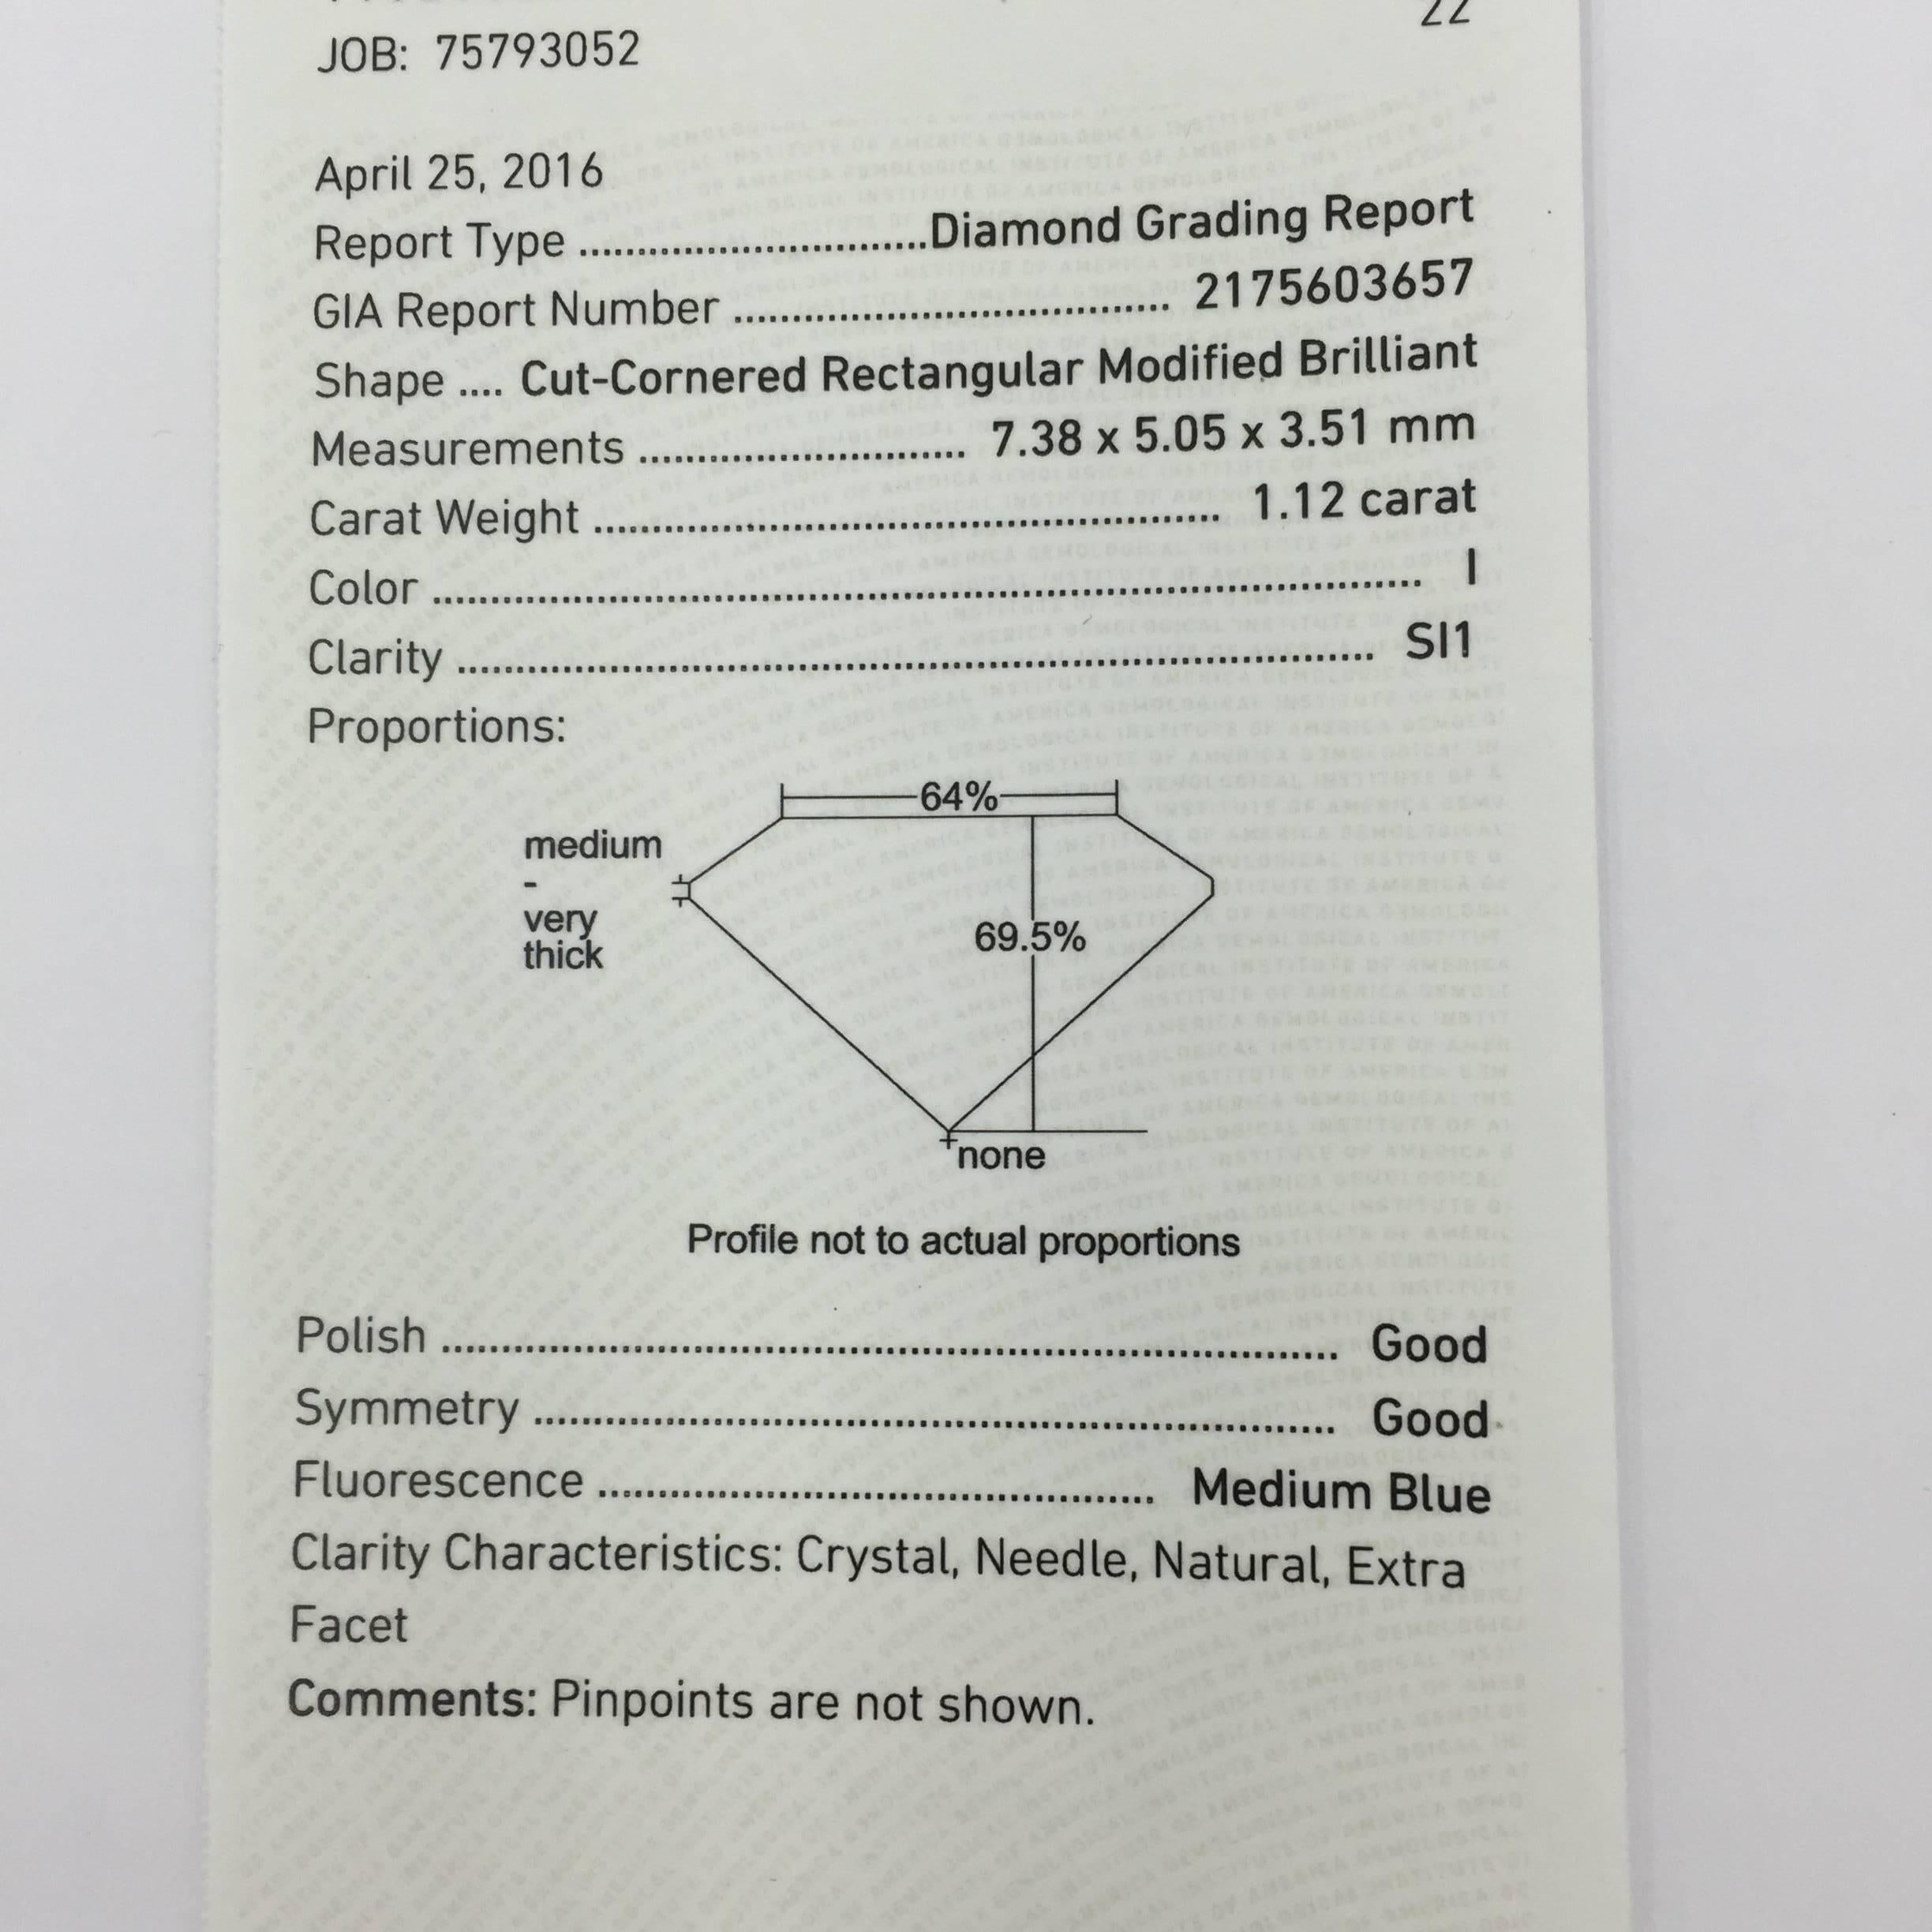 JOB: 75793052
April 25, 2016
Report Type ..............................Diamond Grading Report
GIA Report Number ..................................... 2175603657
Shape .... Cut-Cornered Rectangular Modified Brilliant
Measurements ............................ 7.38 x 5.05 x 3.51 mm
Carat Weight ..................................................... 1.12 carat
Color .................................................................................... I
Clarity .............................................................................. SI1
Proportions:
64%
medium
-
very
thick
69.5%
none
Profile not to actual proportions
Polish ............................................................................ Good
Symmetry .................................................................... Good
Fluorescence ............................................... Medium Blue
Clarity Characteristics: Crystal, Needle, Natural, Extra
Facet
Comments: Pinpoints are not shown.